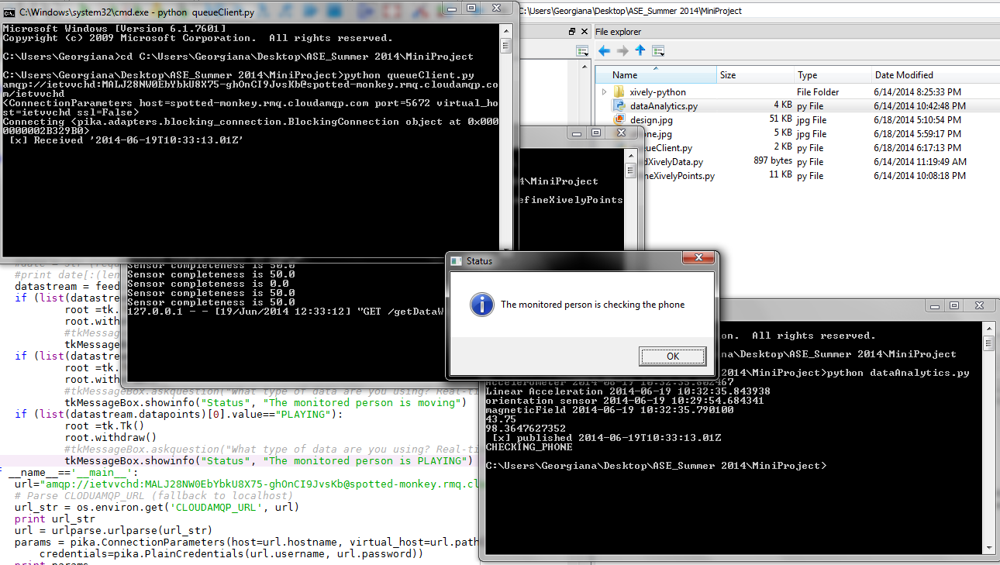 C:\Windows\system32\cmd.exe - python queueClient.py
Microsoft Windows [Version 6.1.7601]
Copyright (c) 2009 Microsoft Corporation. All rights reserved.
C:\Users\Georgiana>cd C:\Users\Georgiana\Desktop\ASE_Summer 2014\MiniProject
C:\Users\Georgiana\Desktop\ASE_Summer 2014\MiniProject>python queueClient.py
amqp://ietvvchd:MALJ28NW0EbYbkU8X75-ghOnCI9JvsKb@spotted-monkey.rmq.cloudamqp.co
m/ietvvchd
<ConnectionParameters host=spotted-monkey.rmq.cloudamqp.com port=5672 virtual_ho
st=ietvvchd ssl=False>
Connecting <pika.adapters.blocking_connection.BlockingConnection object at 0x000
0000002B329B0>
[x] Received '2014-06-19T10:33:13.01Z'
C:\Users\Georgiana\Desktop\ASE_Summer 2014\MiniProject
File explorer
Name Size Type Date Modified
xively-python File Folder 6/14/2014 8:25:33 PM
dataAnalytics.py 4 KB py File 6/14/2014 10:42:48 PM
design.jpg 51 KB jpg File 6/18/2014 5:10:54 PM
one.jpg 5 KB jpg File 6/18/2014 5:59:17 PM
ueClient.py 2 KB py File 6/18/2014 6:17:13 PM
dXivelyData.py 897 bytes py File 6/14/2014 11:19:49 AM
neXivelyPoints.py 11 KB py File 6/14/2014 10:08:18 PM
14\MiniProject
efineXivelyPoints
Sensor completeness is 50.0
Sensor completeness is 50.0
Sensor completeness is 0.0
Sensor completeness is 50.0
Sensor completeness is 50.0
127.0.0.1 - - [19/Jun/2014 12:33:12] "GET /getDataW
Status
The monitored person is checking the phone
OK
#print date[:(len
datastream = feed
if (list(datastre
root =tk.
root.with
#tkMessag
tkMessage
if (list(datastre
root =tk.
root.with
#tkMessageBox.askquestion("What type of data are you using? Real-ti
tkMessageBox.showinfo("Status", "The monitored person is moving")
if (list(datastream.datapoints)[0].value=="PLAYING"):
root =tk.Tk()
root.withdraw()
#tkMessageBox.askquestion("What type of data are you using? Real-ti
tkMessageBox.showinfo("Status", "The monitored person is PLAYING")
__name__=='__main__':
url="amqp://ietvvchd:MALJ28NW0EbYbkU8X75-ghOnCI9JvsKb@spotted-monkey.rmq.cl
# Parse CLODUAMQP_URL (fallback to localhost)
url_str = os.environ.get('CLOUDAMQP_URL', url)
print url_str
url = urlparse.urlparse(url_str)
params = pika.ConnectionParameters(host=url.hostname, virtual_host=url.path
credentials=pika.PlainCredentials(url.username, url.password))
print params
on. All rights reserved.
na\Desktop\ASE_Summer 2014\MiniProject
2014\MiniProject>python dataAnalytics.py
Accelerometer 2014-06-19 10:32:35.802467
Linear Acceleration 2014-06-19 10:32:35.843938
orientation sensor 2014-06-19 10:29:54.684341
magneticField 2014-06-19 10:32:35.790100
43.75
98.3647627352
[x] published 2014-06-19T10:33:13.01Z
CHECKING_PHONE
C:\Users\Georgiana\Desktop\ASE_Summer 2014\MiniProject>